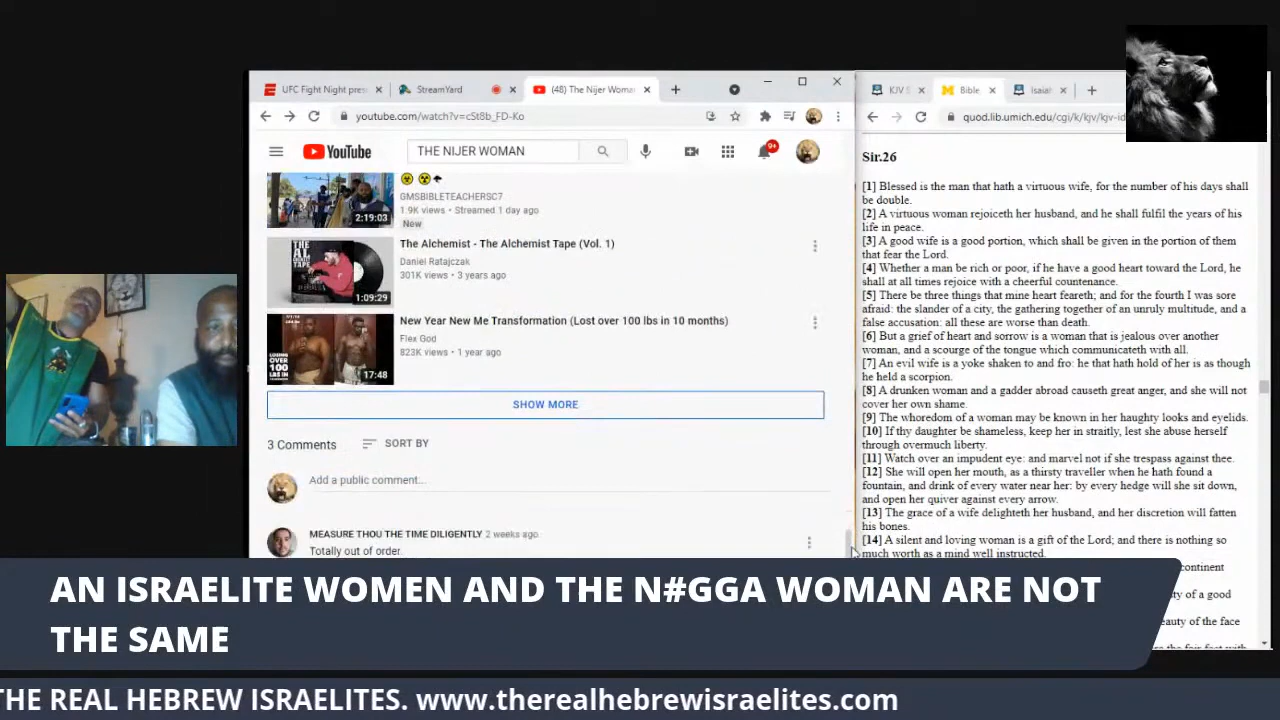 UFC Fight Night pres
StreamYard
(48) The Nijer Woma
youtube.com/watch?v=cSt8b_FD-Ko
YouTube
THE NIJER WOMAN
9+
2:19:03
GMSBIBLETEACHERSC7
1.9K views • Streamed 1 day ago
New
The Alchemist - The Alchemist Tape (Vol. 1)
Daniel Ratajczak
301K views • 3 years ago
1:09:29
New Year New Me Transformation (Lost over 100 lbs in 10 months)
Flex God
823K views • 1 year ago
17:48
SHOW MORE
3 Comments
SORT BY
Add a public comment...
MEASURE THOU THE TIME DILIGENTLY 2 weeks ago
Totally out of order.
KJV S
Bible
Isaiah
quod.lib.umich.edu/cgi/k/kjv/kjv-id
Sir.26
[1] Blessed is the man that hath a virtuous wife, for the number of his days shall
be double.
[2] A virtuous woman rejoiceth her husband, and he shall fulfil the years of his
life in peace.
[3] A good wife is a good portion, which shall be given in the portion of them
that fear the Lord.
[4] Whether a man be rich or poor, if he have a good heart toward the Lord, he
shall at all times rejoice with a cheerful countenance.
[5] There be three things that mine heart feareth; and for the fourth I was sore
afraid: the slander of a city, the gathering together of an unruly multitude, and a
false accusation: all these are worse than death.
[6] But a grief of heart and sorrow is a woman that is jealous over another
woman, and a scourge of the tongue which communicateth with all.
[7] An evil wife is a yoke shaken to and fro: he that hath hold of her is as though
he held a scorpion.
[8] A drunken woman and a gadder abroad causeth great anger, and she will not
cover her own shame.
[9] The whoredom of a woman may be known in her haughty looks and eyelids.
[10] If thy daughter be shameless, keep her in straitly, lest she abuse herself
through overmuch liberty.
[11] Watch over an impudent eye: and marvel not if she trespass against thee.
[12] She will open her mouth, as a thirsty traveller when he hath found a
fountain, and drink of every water near her: by every hedge will she sit down,
and open her quiver against every arrow.
[13] The grace of a wife delighteth her husband, and her discretion will fatten
his bones.
[14] A silent and loving woman is a gift of the Lord; and there is nothing so
much worth as a mind well instructed.
continent
ty of a good
eauty of the face
AN ISRAELITE WOMEN AND THE N#GGA WOMAN ARE NOT
THE SAME
THE REAL HEBREW ISRAELITES. www.therealhebrewisraelites.com